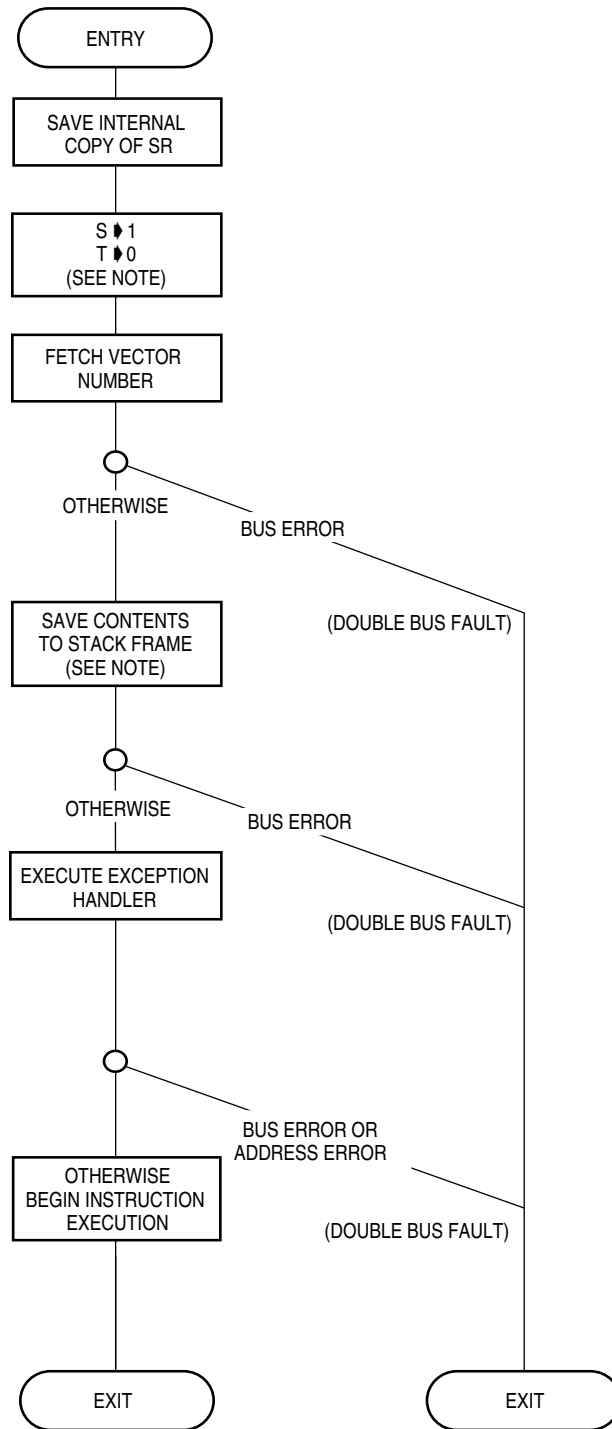 ENTRY
SAVE INTERNAL
COPY OF SR
S ➧ 1
T ➧ 0
(SEE NOTE)
FETCH VECTOR
NUMBER
OTHERWISE
BUS ERROR
(DOUBLE BUS FAULT)
SAVE CONTENTS
TO STACK FRAME
(SEE NOTE)
OTHERWISE
BUS ERROR
EXECUTE EXCEPTION
HANDLER
(DOUBLE BUS FAULT)
BUS ERROR OR
ADDRESS ERROR
OTHERWISE
BEGIN INSTRUCTION
EXECUTION
(DOUBLE BUS FAULT)
EXIT
EXIT